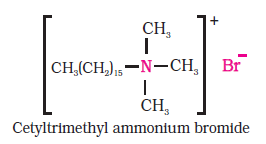 CH₃
+
CH₃(CH₂)₁₅—N—CH₃ Br⁻
CH₃
Cetyltrimethyl ammonium bromide